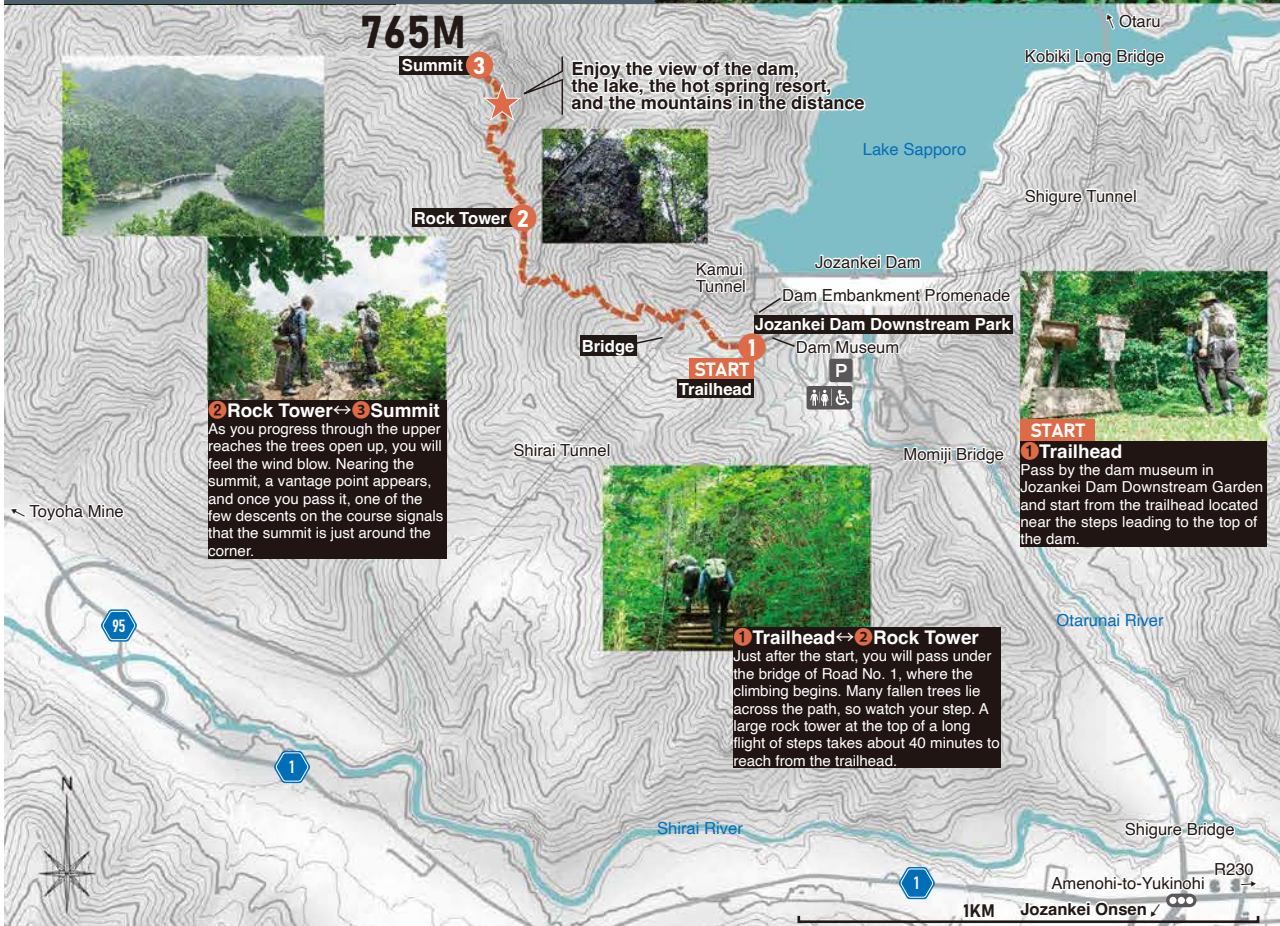 765M
Summit 3
Enjoy the view of the dam,
the lake, the hot spring resort,
and the mountains in the distance
Otaru
Kobiki Long Bridge
Lake Sapporo
Shigure Tunnel
Rock Tower 2
Kamui
Tunnel
Jozankei Dam
Dam Embankment Promenade
Jozankei Dam Downstream Park
Bridge
1
Dam Museum
START
Trailhead
P
2Rock Tower↔3Summit
As you progress through the upper
reaches the trees open up, you will
feel the wind blow. Nearing the
summit, a vantage point appears,
and once you pass it, one of the
few descents on the course signals
that the summit is just around the
corner.
START
1Trailhead
Pass by the dam museum in
Jozankei Dam Downstream Garden
and start from the trailhead located
near the steps leading to the top of
the dam.
Shirai Tunnel
Momiji Bridge
← Toyoha Mine
95
Otarunai River
1Trailhead↔2Rock Tower
Just after the start, you will pass under
the bridge of Road No. 1, where the
climbing begins. Many fallen trees lie
across the path, so watch your step. A
large rock tower at the top of a long
flight of steps takes about 40 minutes to
reach from the trailhead.
1
N
Shirai River
Shigure Bridge
R230
→
Amenohi-to-Yukinohi
1
1KM
Jozankei Onsen ↙